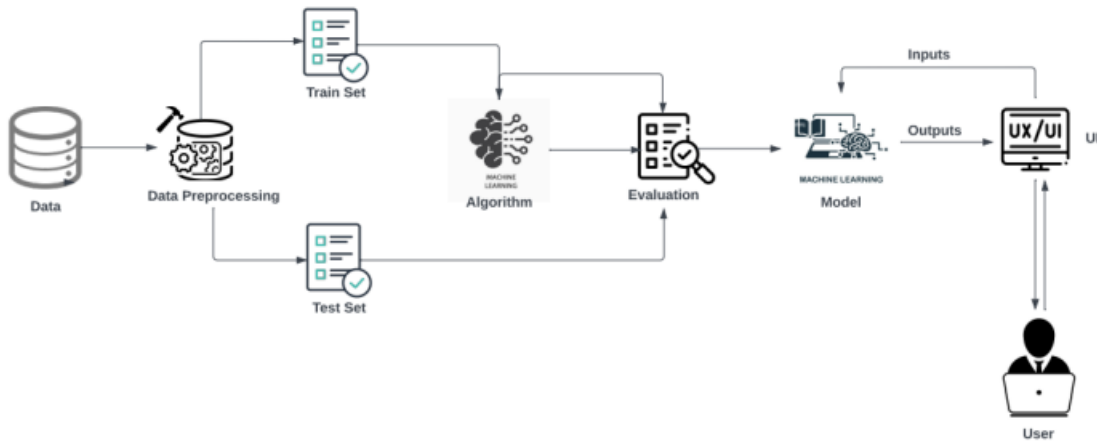 Train Set
Inputs
Outputs
UX/UI
UI
MACHINE
LEARNING
Algorithm
Evaluation
MACHINE LEARNING
Model
Data
Data Preprocessing
Test Set
User